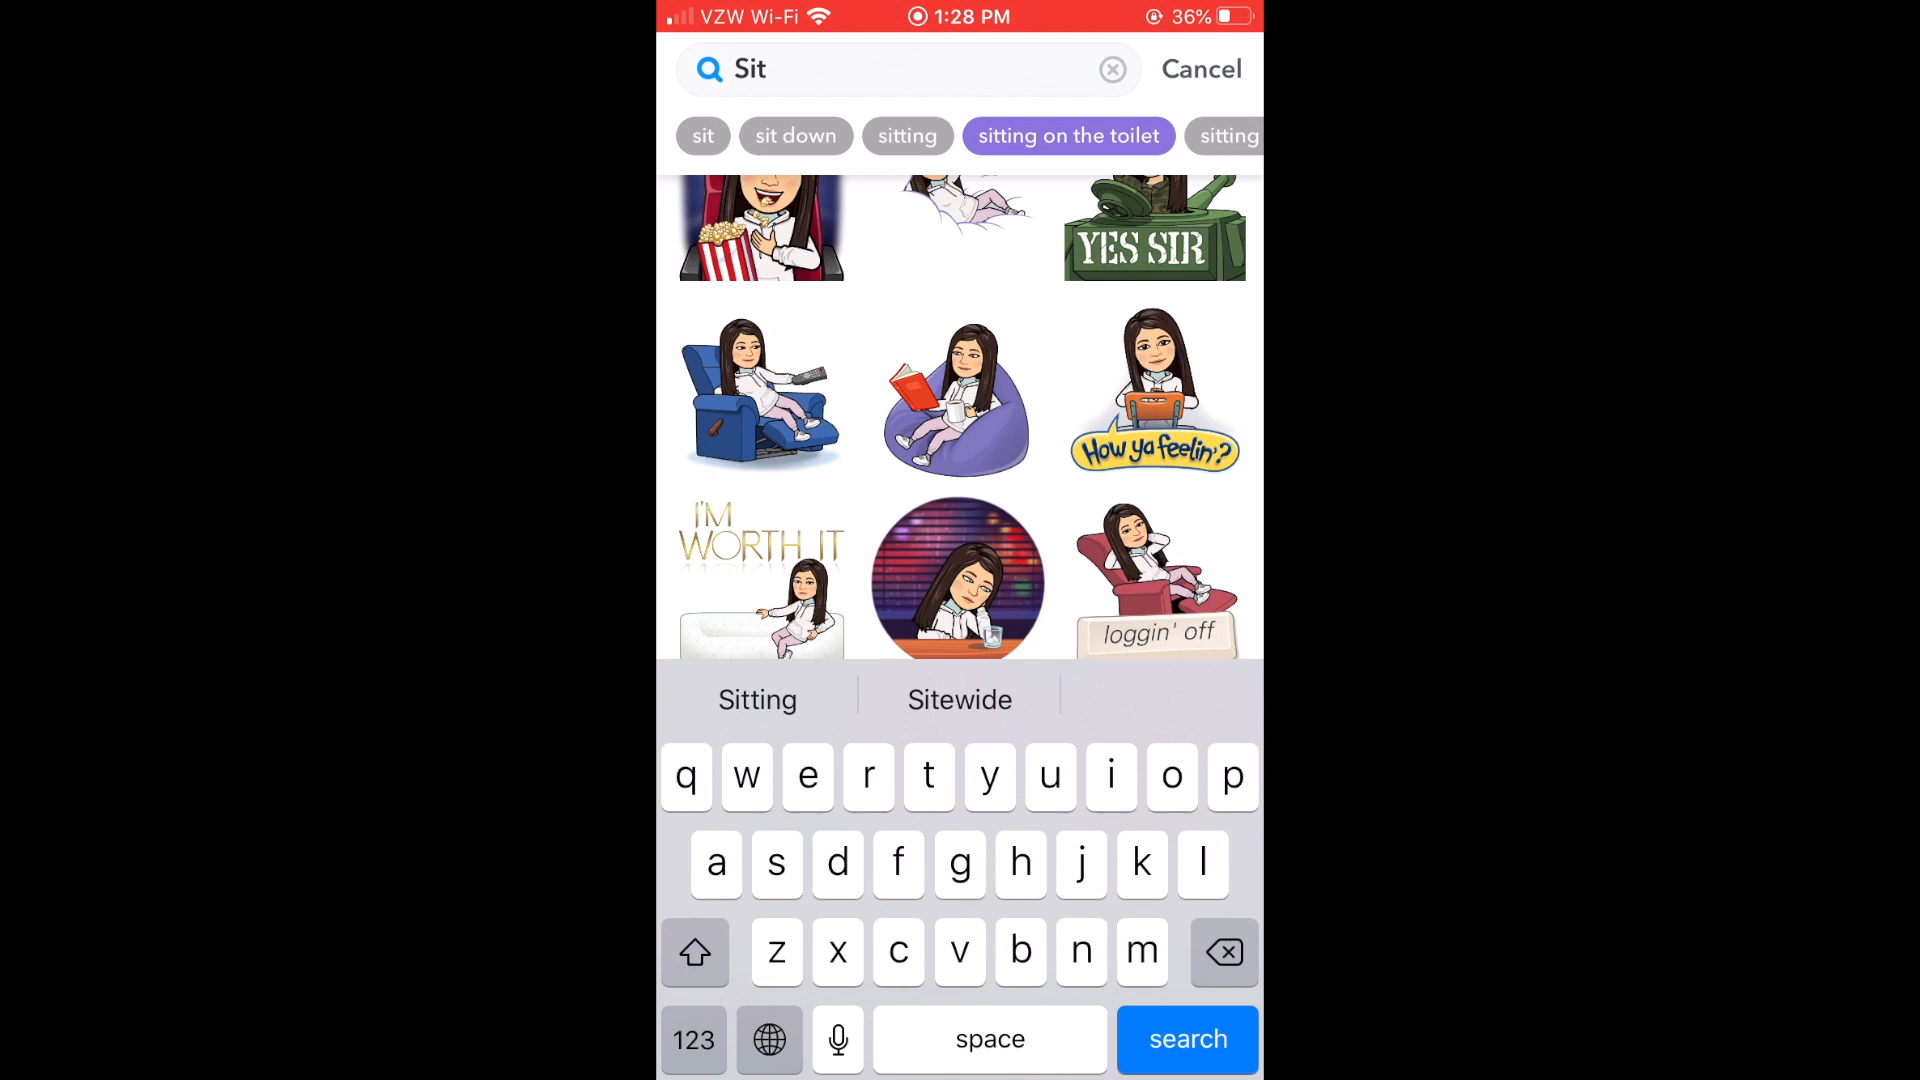 VZW Wi-Fi 1:28 PM 36%
Sit Cancel
sit sit down sitting sitting on the toilet sitting
YES SIR
How ya feelin'?
I'M
WORTH IT
loggin' off
Sitting Sitewide
q w e r t y u i o p
a s d f g h j k l
z x c v b n m
123 space search